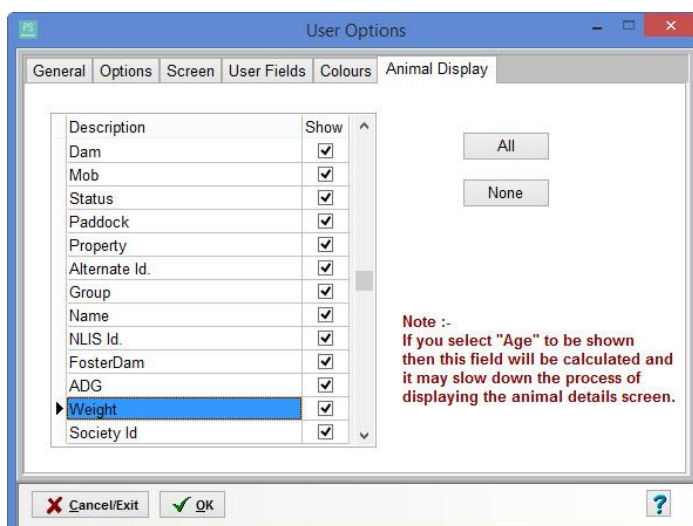 PS
User Options
General Options Screen User Fields Colours Animal Display
Description Show
Dam
Mob
Status
Paddock
Property
Alternate Id.
Group
Name
NLIS Id.
FosterDam
ADG
Weight
Society Id
All
None
Note :-
If you select "Age" to be shown
then this field will be calculated and
it may slow down the process of
displaying the animal details screen.
Cancel/Exit OK ?